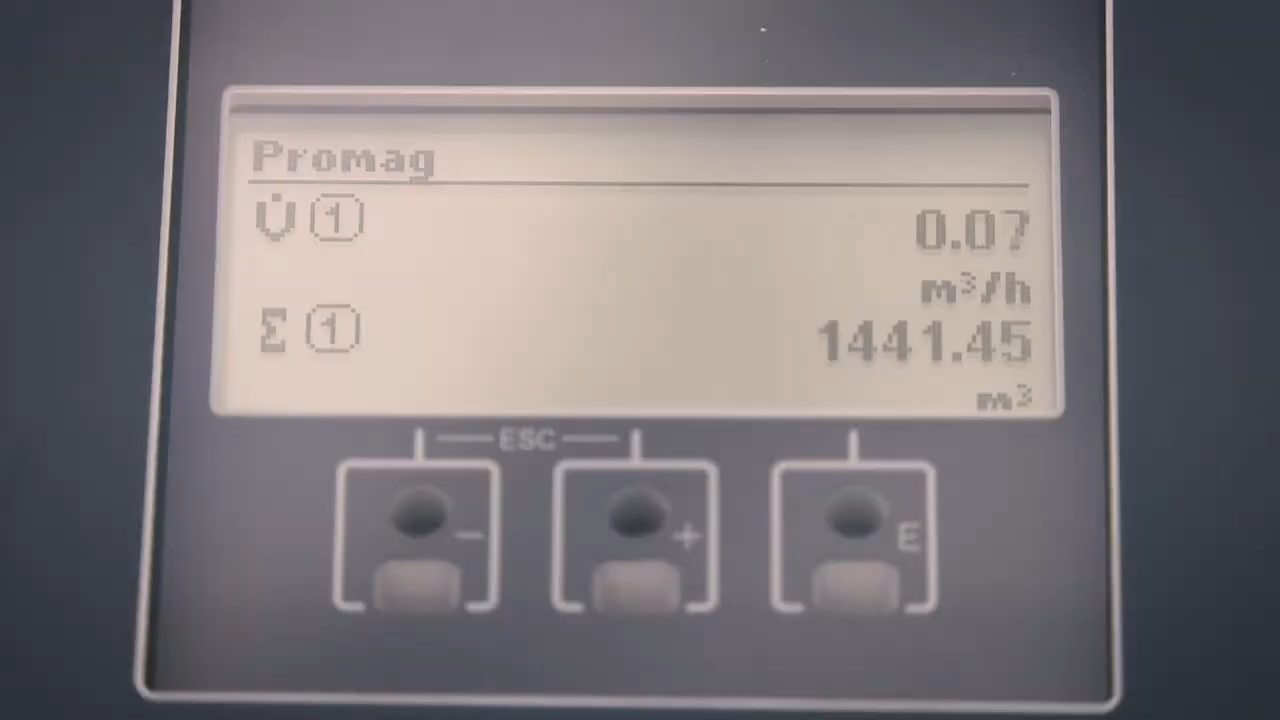 Promag
V̇ ① 0.07
m³/h
Σ ① 1441.45
m³
ESC
- + E